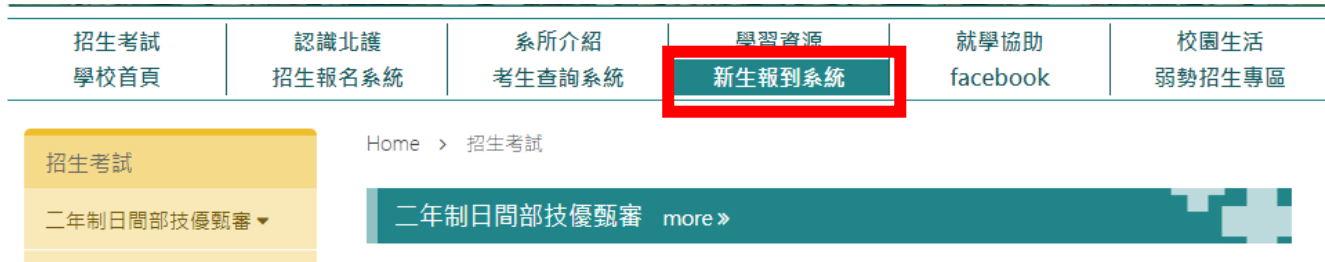 招生考試 認識北護 系所介紹 學習資源 就學協助 校園生活
學校首頁 招生報名系統 考生查詢系統 新生報到系統 facebook 弱勢招生專區
Home > 招生考試
招生考試
二年制日間部技優甄審▼
二年制日間部技優甄審 more»